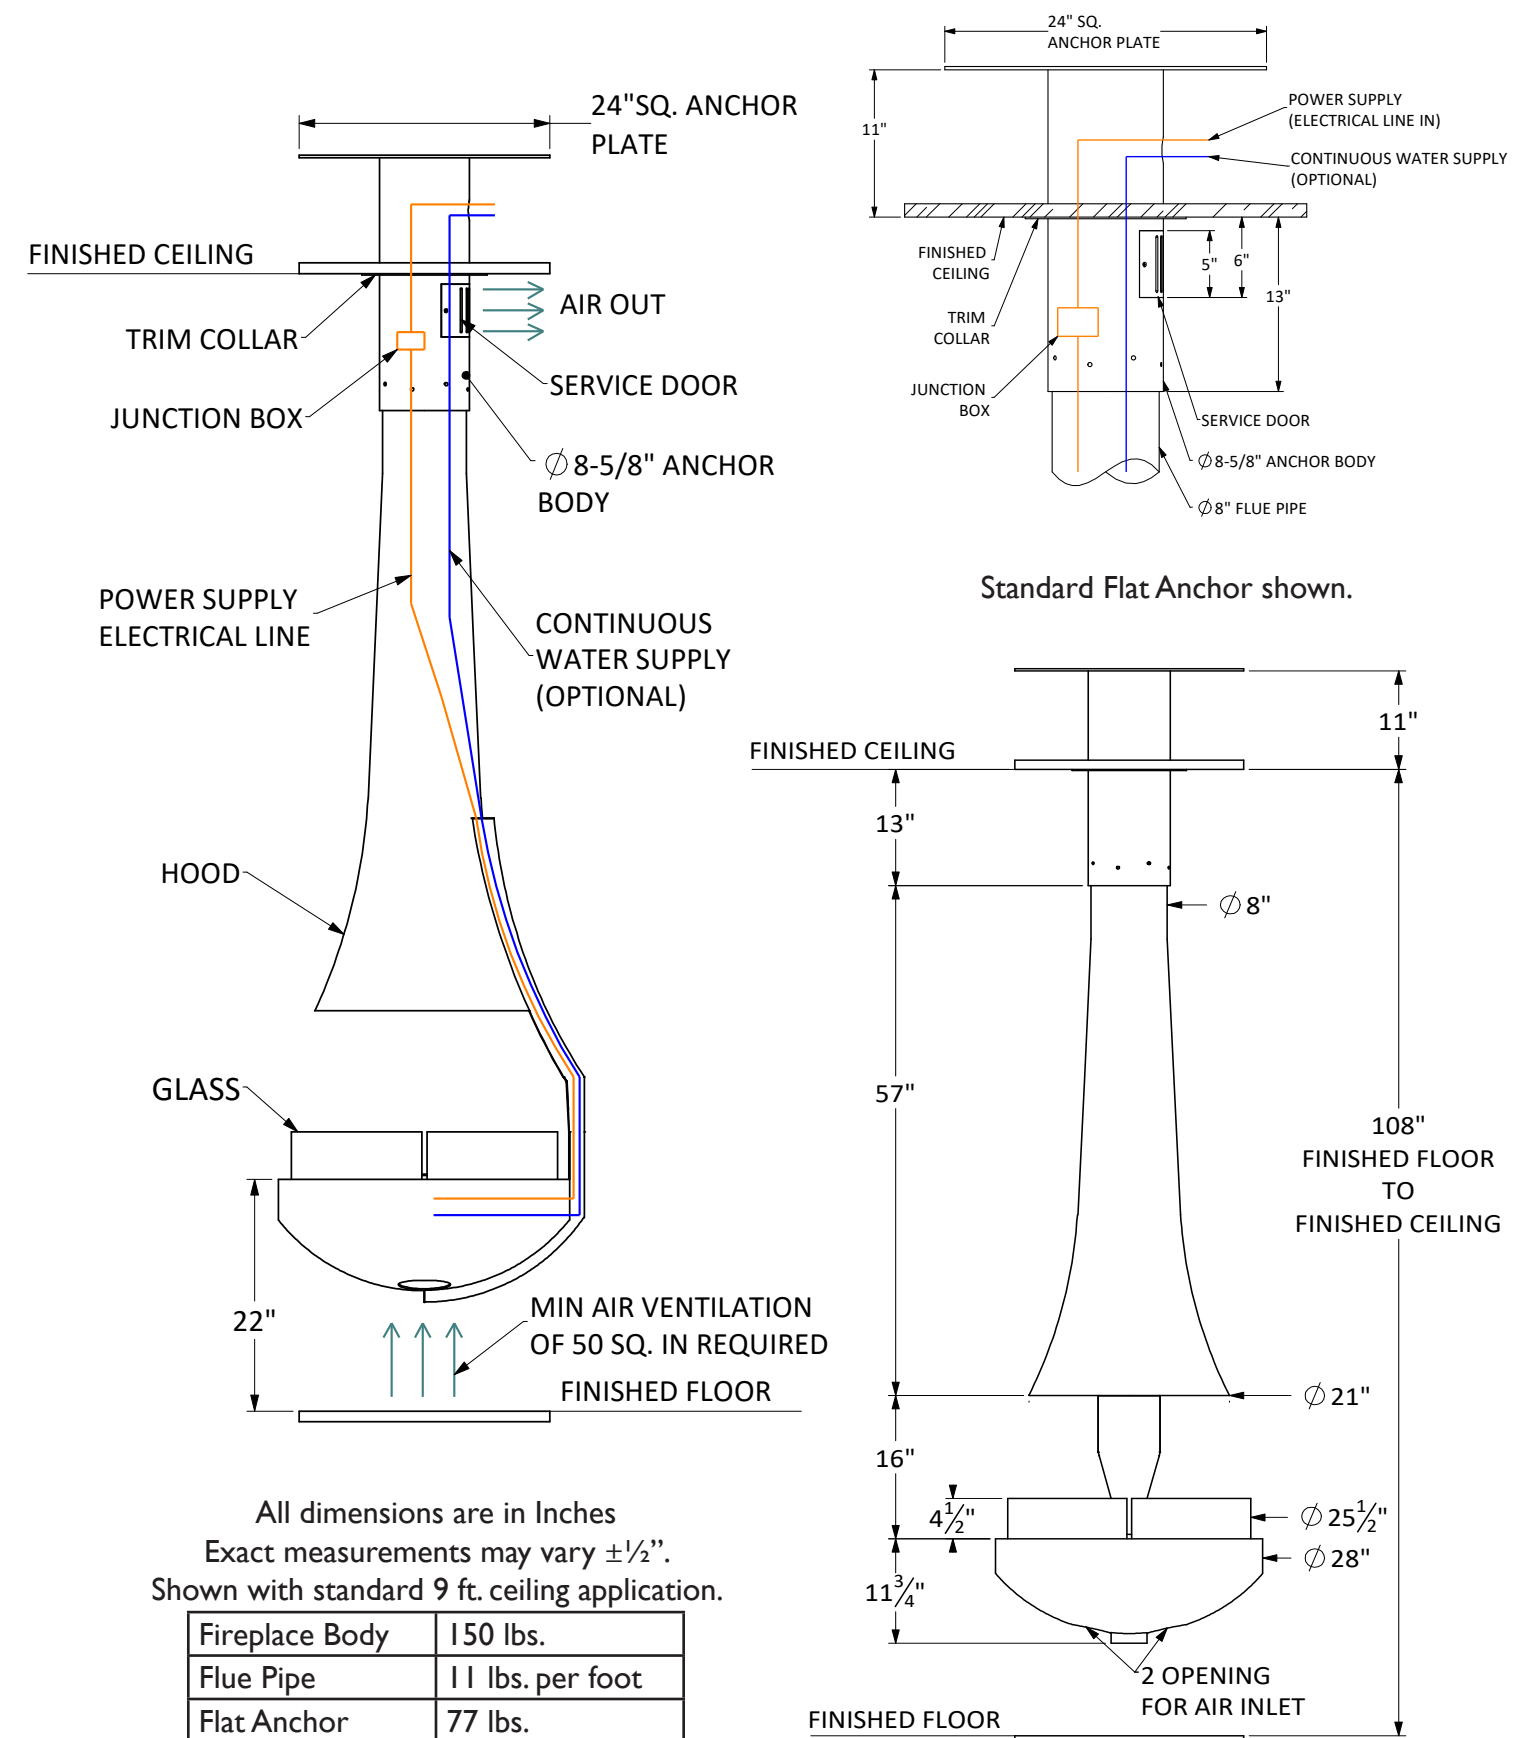 24"SQ. ANCHOR
PLATE
FINISHED CEILING
AIR OUT
TRIM COLLAR
SERVICE DOOR
JUNCTION BOX
∅8-5/8" ANCHOR
BODY
POWER SUPPLY
ELECTRICAL LINE
CONTINUOUS
WATER SUPPLY
(OPTIONAL)
HOOD
GLASS
22"
MIN AIR VENTILATION
OF 50 SQ. IN REQUIRED
FINISHED FLOOR
All dimensions are in Inches
Exact measurements may vary ±½”.
Shown with standard 9 ft. ceiling application.
Fireplace Body 150 lbs.
Flue Pipe 11 lbs. per foot
Flat Anchor 77 lbs.
24" SQ.
ANCHOR PLATE
11"
POWER SUPPLY
(ELECTRICAL LINE IN)
CONTINUOUS WATER SUPPLY
(OPTIONAL)
FINISHED
CEILING
5"
6"
13"
TRIM
COLLAR
JUNCTION
BOX
SERVICE DOOR
∅8-5/8" ANCHOR BODY
∅8" FLUE PIPE
Standard Flat Anchor shown.
11"
FINISHED CEILING
13"
∅8"
57"
108"
FINISHED FLOOR
TO
FINISHED CEILING
∅21"
16"
4½"
∅25½"
∅28"
11¾"
2 OPENING
FOR AIR INLET
FINISHED FLOOR